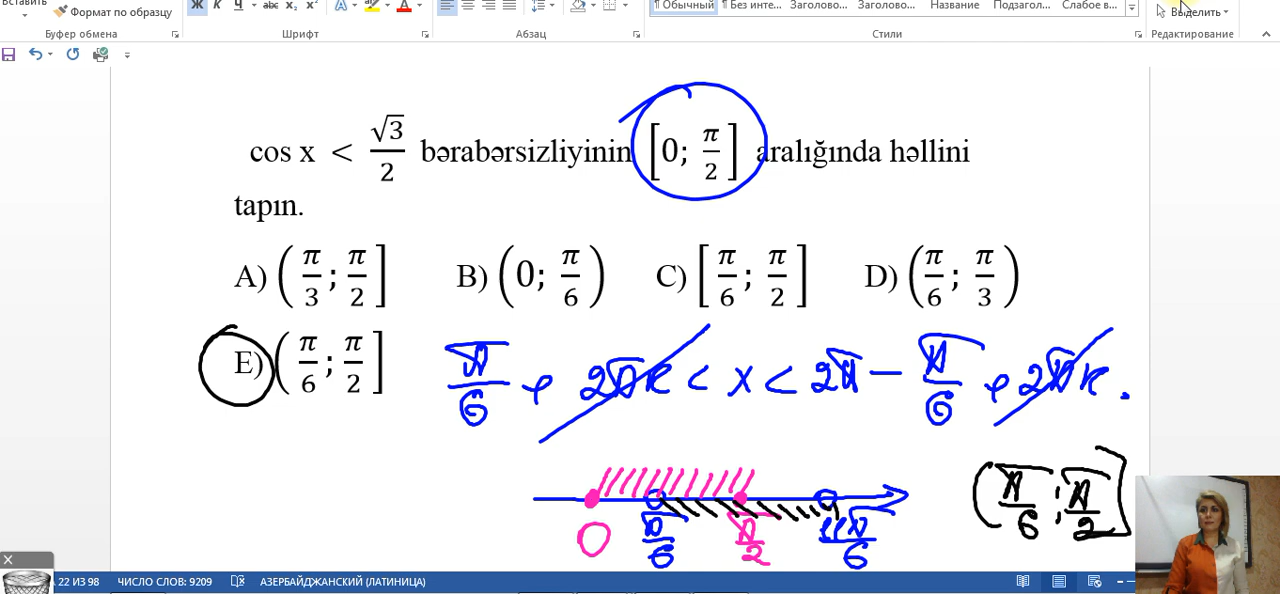 вставить
Формат по образцу
Ж К Ч abc x₂ x²
¶ Обычный ¶ Без инте... Заголово... Заголово... Название Подзагол... Слабое в...
Выделить
Буфер обмена Шрифт Абзац Стили Редактирование
cos x < √3/2 bərabərsizliyinin [0; π/2] aralığında həllini
tapın.
A) (π/3; π/2] B) (0; π/6) C) [π/6; π/2] D) (π/6; π/3)
E) (π/6; π/2]
π/6 + 2πk < x < 2π − π/6 + 2πk.
0 π/6 π/2 11π/6
(π/6; π/2]
22 ИЗ 98 ЧИСЛО СЛОВ: 9209 АЗЕРБАЙДЖАНСКИЙ (ЛАТИНИЦА)